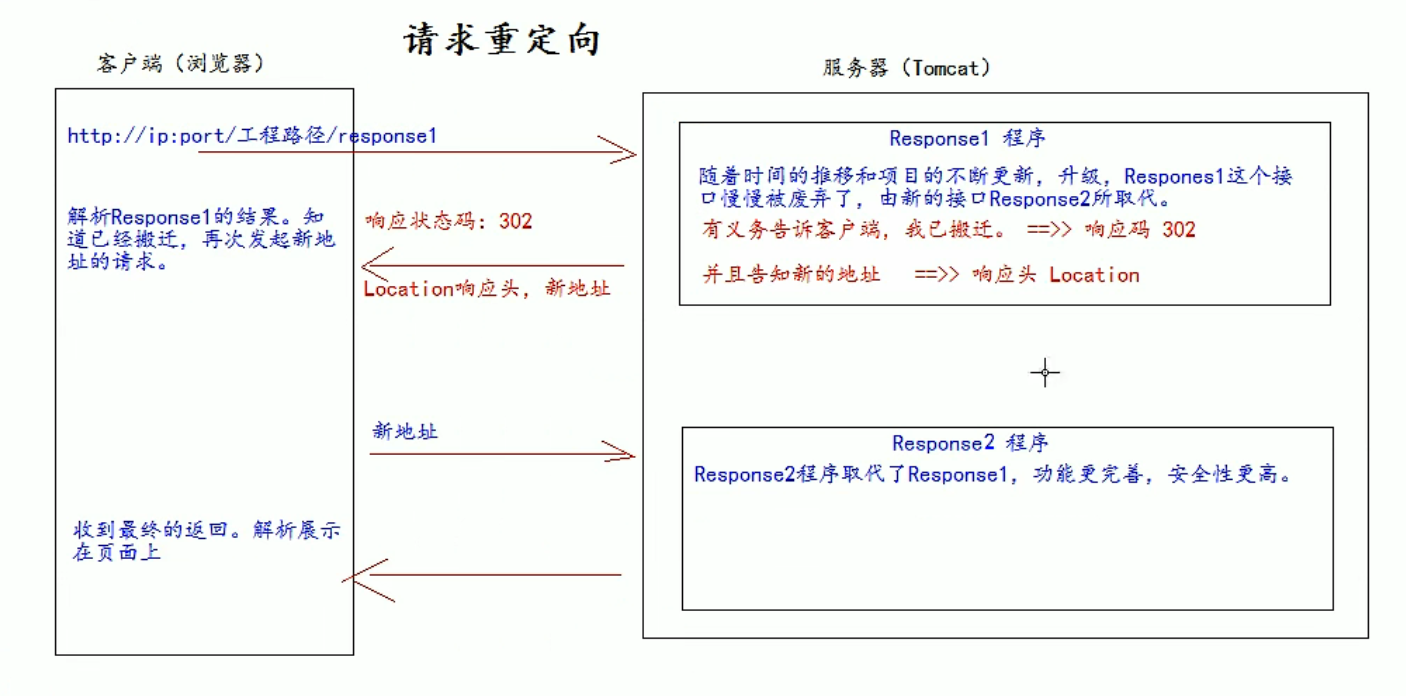 请求重定向
客户端（浏览器）
服务器（Tomcat）
http://ip:port/工程路径/response1
Response1 程序
随着时间的推移和项目的不断更新，升级，Respones1这个接
口慢慢被废弃了，由新的接口Response2所取代。
有义务告诉客户端，我已搬迁。 ==>> 响应码 302
并且告知新的地址 ==>> 响应头 Location
响应状态码：302
Location响应头，新地址
解析Response1的结果。知
道已经搬迁，再次发起新地
址的请求。
新地址
Response2 程序
Response2程序取代了Response1，功能更完善，安全性更高。
收到最终的返回。解析展示
在页面上